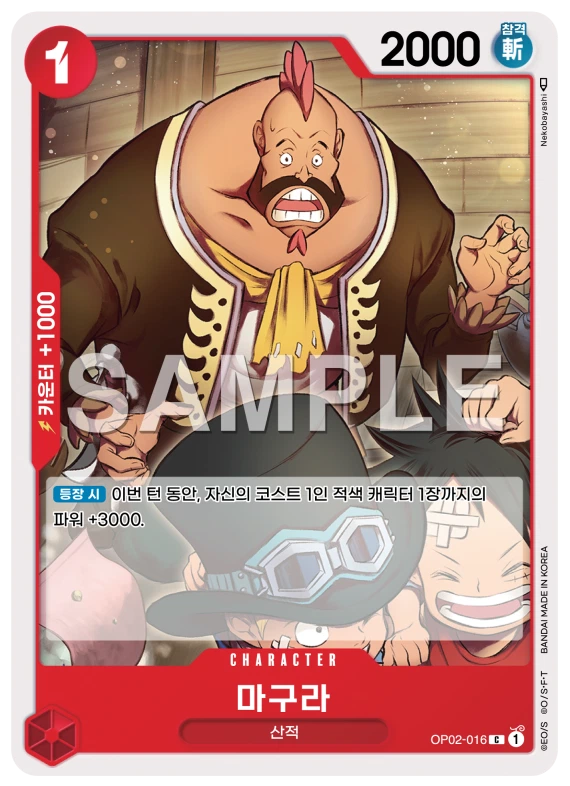 1
2000
참격
斬
Nekobayashi
⚡카운터 +1000
SAMPLE
등장 시 이번 턴 동안, 자신의 코스트 1인 적색 캐릭터 1장까지의
파워 +3000.
CHARACTER
마구라
산적
OP02-016 C 1
©EO/S ©O/S·F·T BANDAI MADE IN KOREA